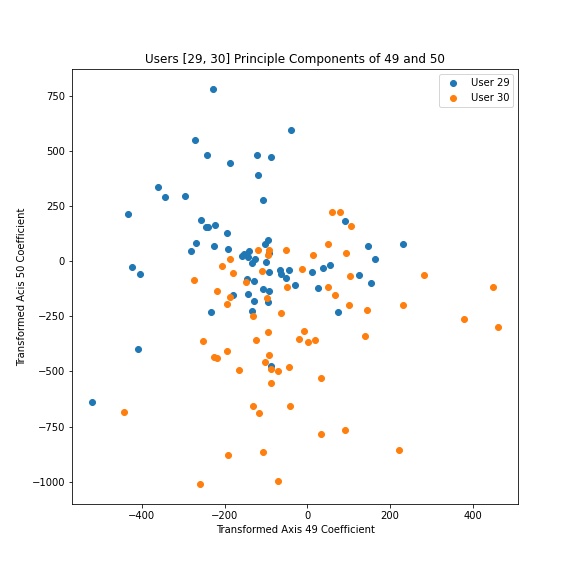 Users [29, 30] Principle Components of 49 and 50
User 29
User 30
Transformed Acis 50 Coefficient
750
500
250
0
−250
−500
−750
−1000
−400
−200
0
200
400
Transformed Axis 49 Coefficient